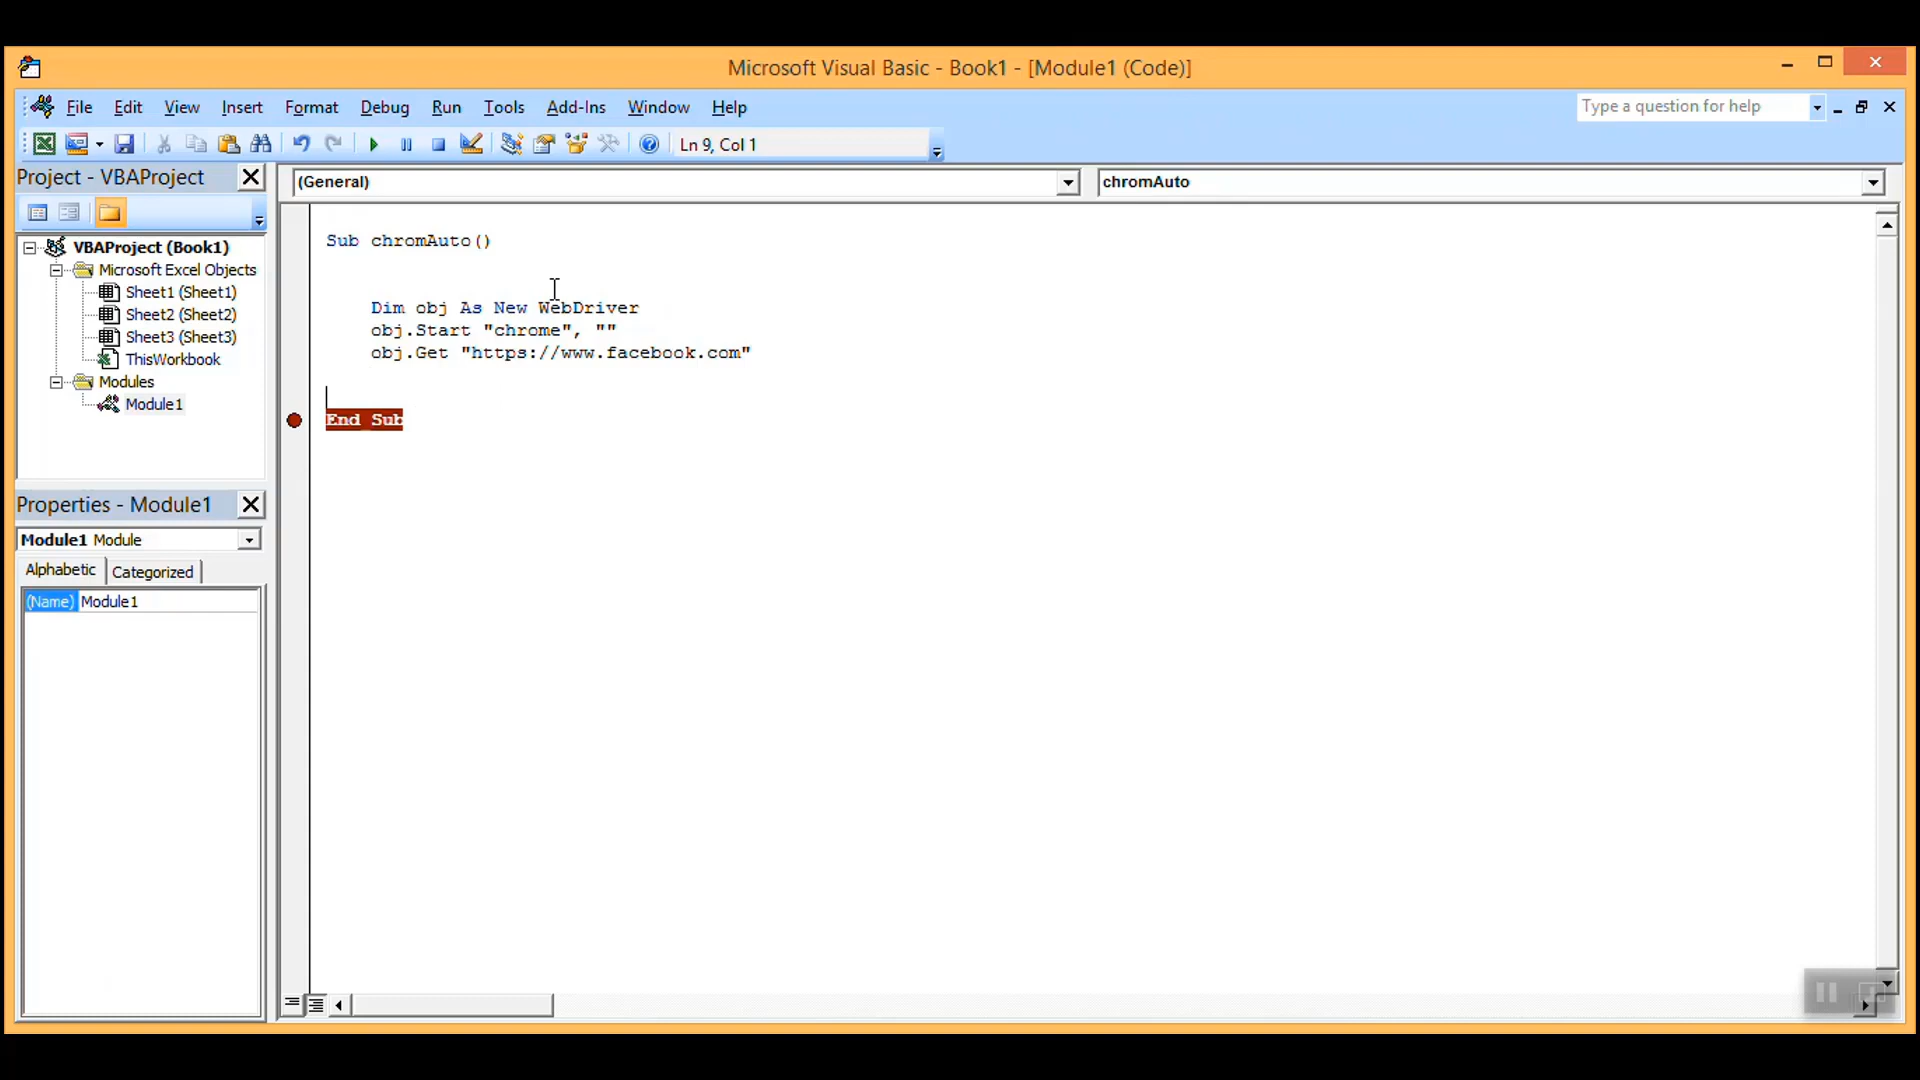 Microsoft Visual Basic - Book1 - [Module1 (Code)]
File Edit View Insert Format Debug Run Tools Add-Ins Window Help
Type a question for help
Ln 9, Col 1
Project - VBAProject
(General)
chromAuto
VBAProject (Book1)
Microsoft Excel Objects
Sheet1 (Sheet1)
Sheet2 (Sheet2)
Sheet3 (Sheet3)
ThisWorkbook
Modules
Module1
Sub chromAuto()
Dim obj As New WebDriver
obj.Start "chrome", ""
obj.Get "https://www.facebook.com"
End Sub
Properties - Module1
Module1 Module
Alphabetic Categorized
(Name) Module1